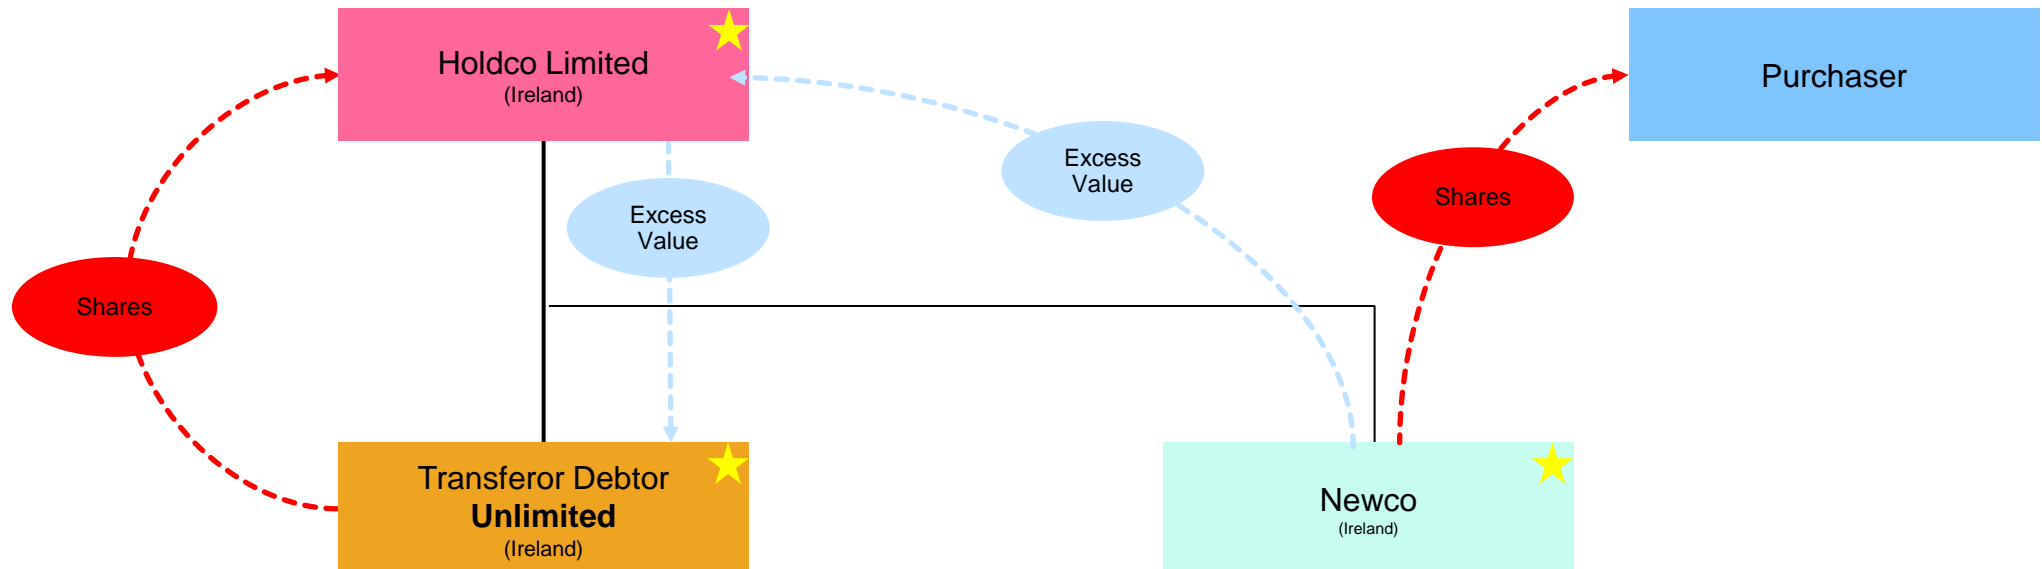 Holdco Limited
(Ireland)
Purchaser
Excess
Value
Shares
Excess
Value
Shares
Transferor Debtor
Unlimited
(Ireland)
Newco
(Ireland)